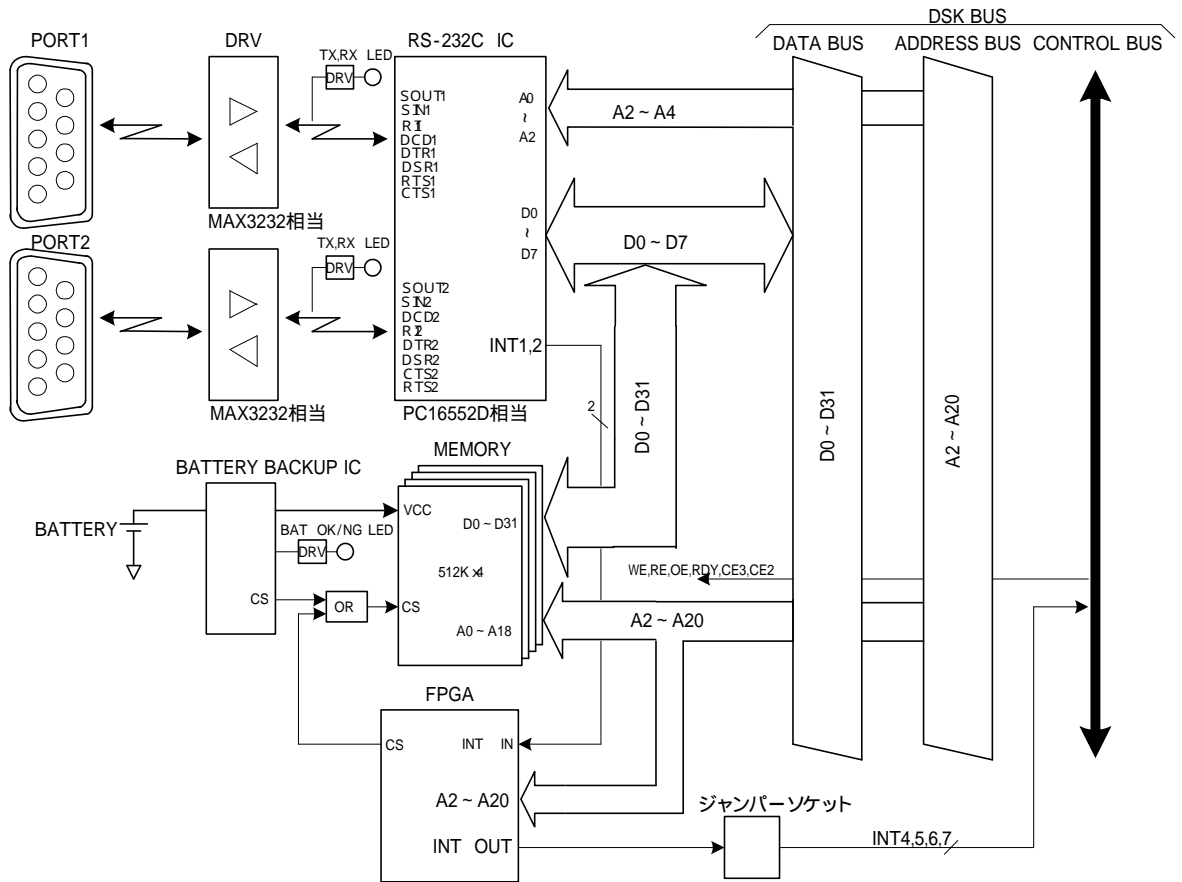 DSK BUS
PORT1
DRV
RS-232C IC
DATA BUS
ADDRESS BUS
CONTROL BUS
TX,RX LED
DRV
SOUT1
SIN1
RI1
DCD1
DTR1
DSR1
RTS1
CTS1
A0
~
A2
A2 ~ A4
D0
~
D7
D0 ~ D7
MAX3232相当
PORT2
TX,RX LED
DRV
SOUT2
SIN2
DCD2
RI2
DTR2
DSR2
CTS2
RTS2
INT1,2
MAX3232相当
PC16552D相当
2
D0 ~ D31
D0 ~ D31
A2 ~ A20
MEMORY
BATTERY BACKUP IC
BATTERY
VCC
D0 ~ D31
BAT OK/NG LED
DRV
512K ×4
WE,RE,OE,RDY,CE3,CE2
CS
OR
CS
A0 ~ A18
A2 ~ A20
FPGA
CS
INT IN
A2 ~ A20
INT OUT
ジャンパーソケット
INT4,5,6,7